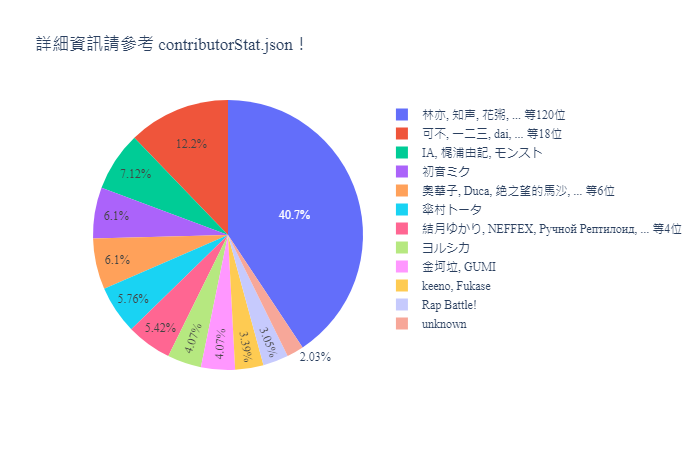 詳細資訊請參考 contributorStat.json！
40.7%
12.2%
7.12%
6.1%
6.1%
5.76%
5.42%
4.07%
4.07%
3.39%
3.05%
2.03%
林亦, 知声, 花粥, ... 等120位
可不, 一二三, dai, ... 等18位
IA, 梶浦由記, モンスト
初音ミク
奧華子, Duca, 绝之望的馬沙, ... 等6位
傘村トータ
結月ゆかり, NEFFEX, Ручной Рептилоид, ... 等4位
ヨルシカ
金坷垃, GUMI
keeno, Fukase
Rap Battle!
unknown